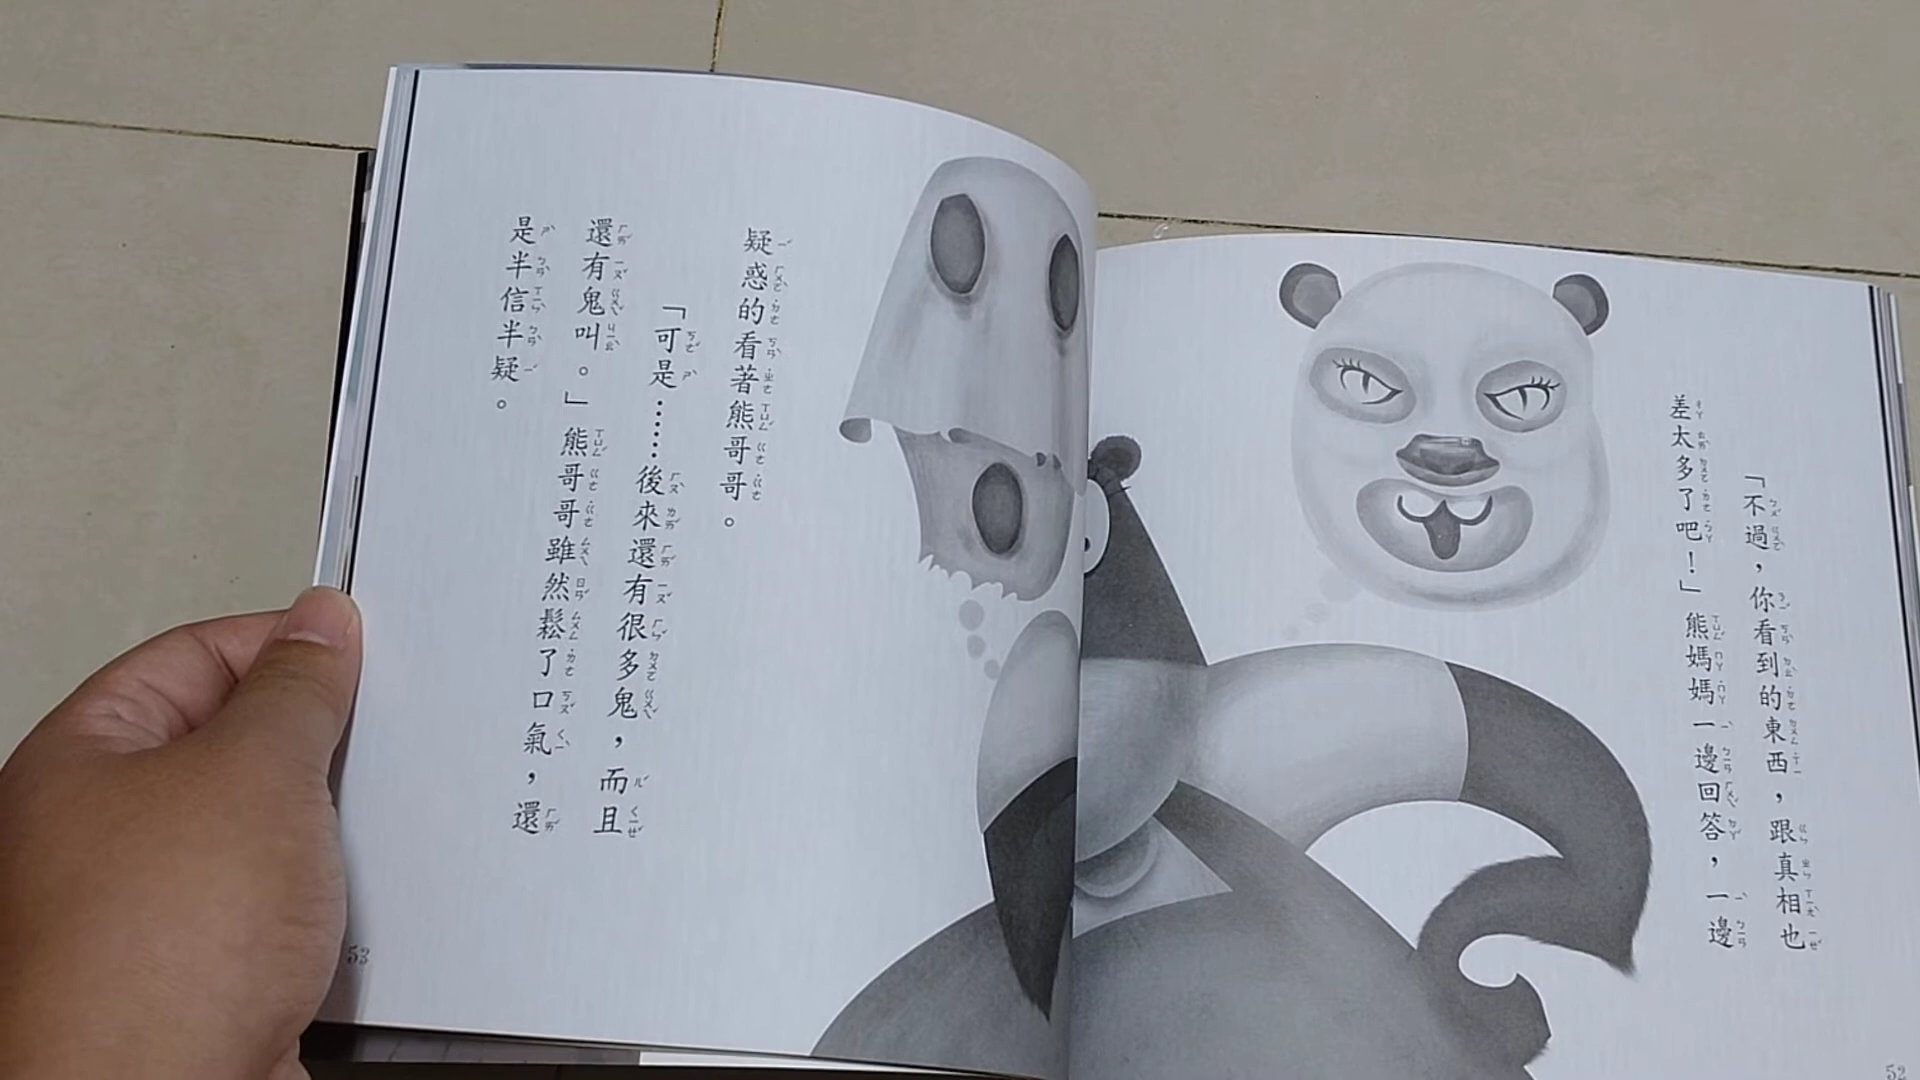 「不過，你看到的東西，跟真相也
差太多了吧！」熊媽媽一邊回答，一邊
52
疑惑的看著熊哥哥。
「可是……後來還有很多鬼，而且
還有鬼叫。」熊哥哥雖然鬆了口氣，還
是半信半疑。
53